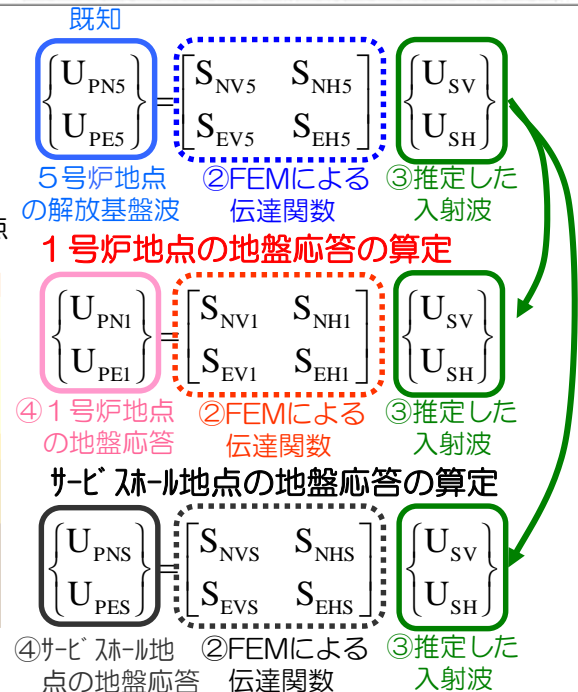 既知
{U_PN5 U_PE5} = [S_NV5 S_NH5 S_EV5 S_EH5] {U_SV U_SH}
5号炉地点の解放基盤波
②FEMによる伝達関数
③推定した入射波
点
1号炉地点の地盤応答の算定
{U_PN1 U_PE1} = [S_NV1 S_NH1 S_EV1 S_EH1] {U_SV U_SH}
④1号炉地点の地盤応答
②FEMによる伝達関数
③推定した入射波
サービスホール地点の地盤応答の算定
{U_PNS U_PES} = [S_NVS S_NHS S_EVS S_EHS] {U_SV U_SH}
④サービスホール地点の地盤応答
②FEMによる伝達関数
③推定した入射波